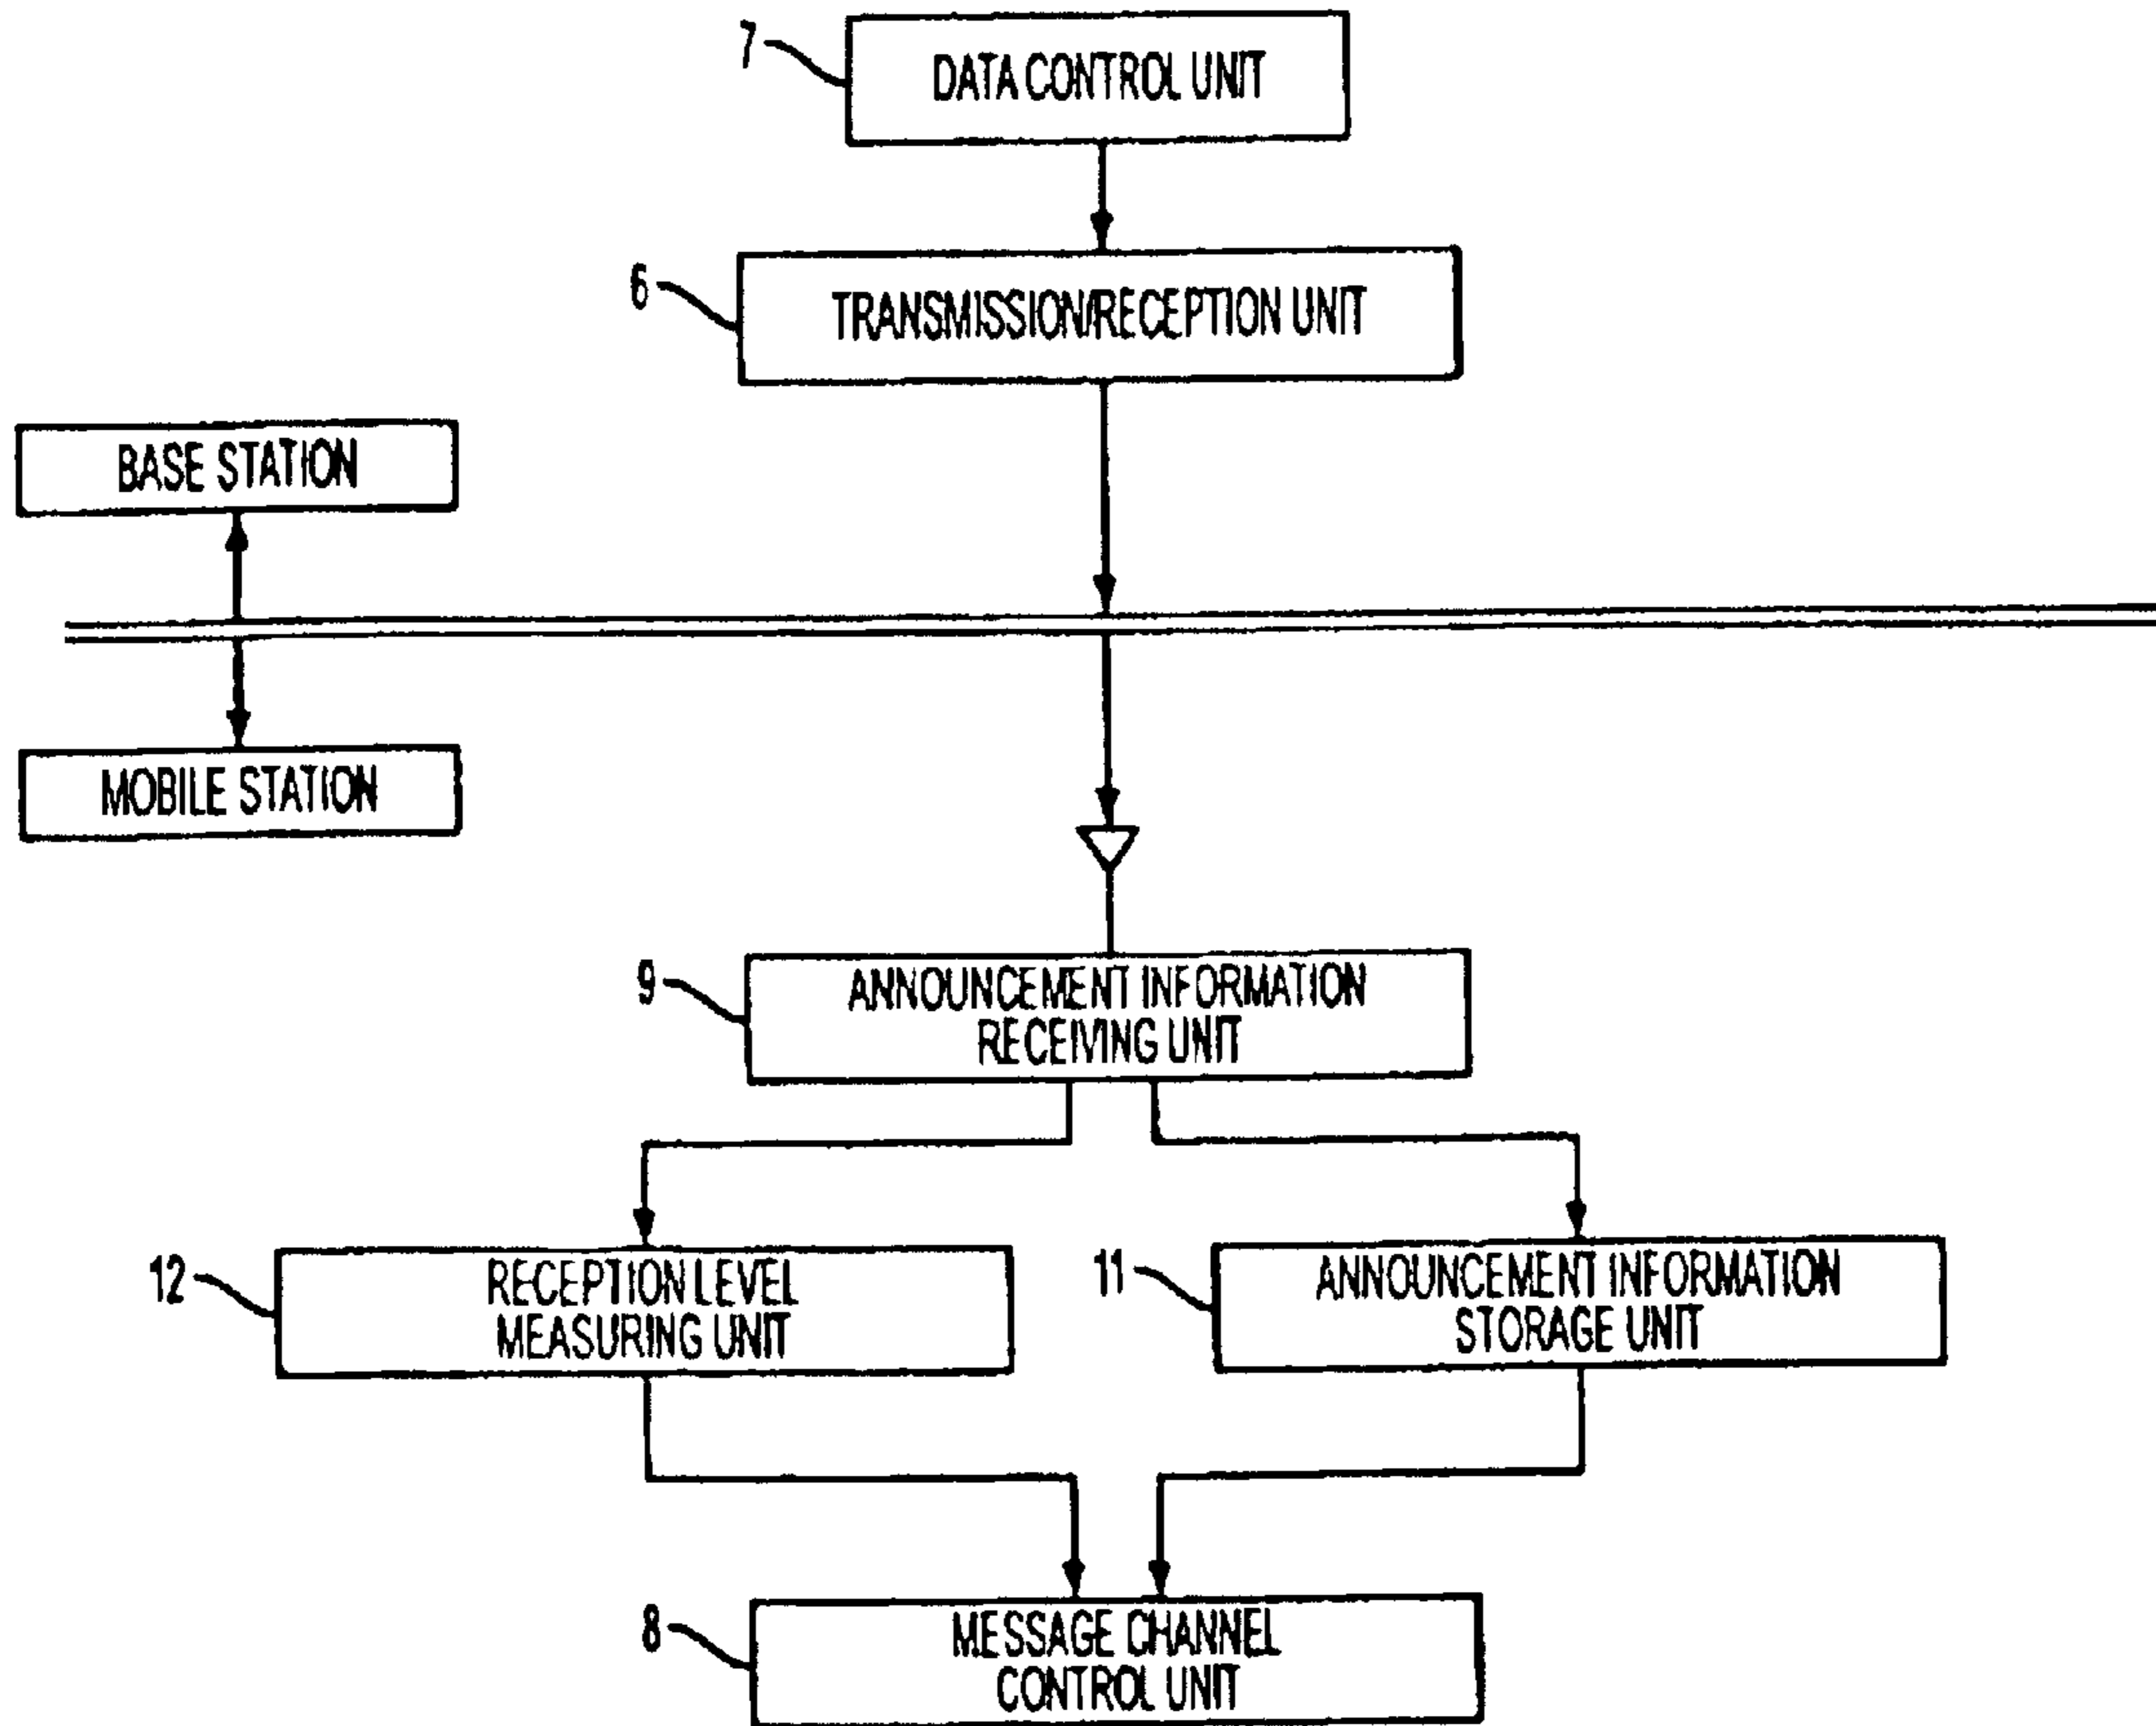 7
DATA CONTROL UNIT
6
TRANSMISSION/RECEPTION UNIT
BASE STATION
MOBILE STATION
9
ANNOUNCEMENT INFORMATION
RECEIVING UNIT
12
RECEPTION LEVEL
MEASURING UNIT
11
ANNOUNCEMENT INFORMATION
STORAGE UNIT
8
MESSAGE CHANNEL
CONTROL UNIT